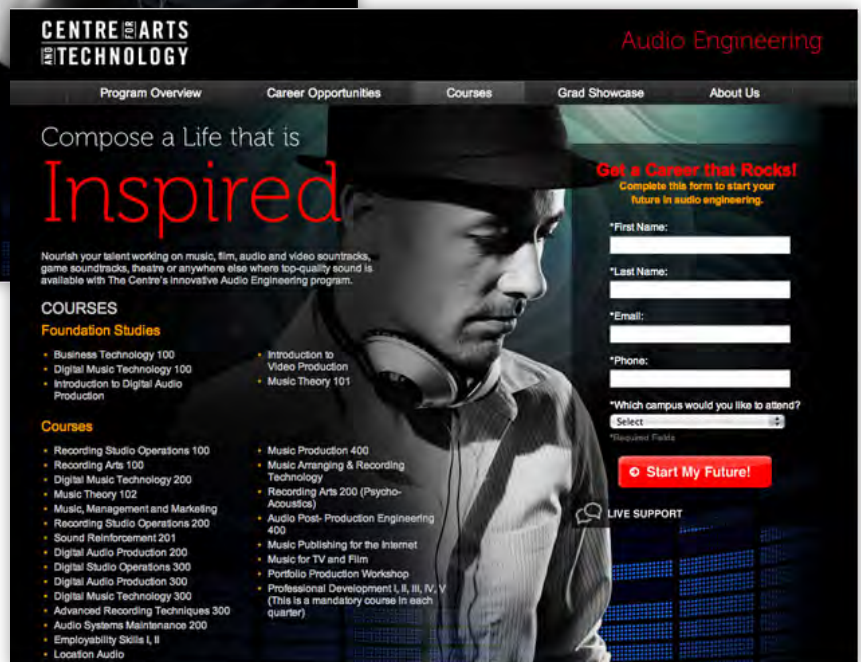 CENTRE FOR ARTS
AND TECHNOLOGY
Audio Engineering
Program Overview
Career Opportunities
Courses
Grad Showcase
About Us
Compose a Life that is
Inspired
Nourish your talent working on music, film, audio and video sountracks,
game soundtracks, theatre or anywhere else where top-quality sound is
available with The Centre's innovative Audio Engineering program.
COURSES
Foundation Studies
• Business Technology 100
• Digital Music Technology 100
• Introduction to Digital Audio
Production
• Introduction to
Video Production
• Music Theory 101
Courses
• Recording Studio Operations 100
• Recording Arts 100
• Digital Music Technology 200
• Music Theory 102
• Music, Management and Marketing
• Recording Studio Operations 200
• Sound Reinforcement 201
• Digital Audio Production 200
• Digital Studio Operations 300
• Digital Audio Production 300
• Digital Music Technology 300
• Advanced Recording Techniques 300
• Audio Systems Maintenance 200
• Employability Skills I, II
• Location Audio
• Music Production 400
• Music Arranging & Recording
Technology
• Recording Arts 200 (Psycho-
Acoustics)
• Audio Post- Production Engineering
400
• Music Publishing for the Internet
• Music for TV and Film
• Portfolio Production Workshop
• Professional Development I, II, III, IV, V
(This is a mandatory course in each
quarter)
Get a Career that Rocks!
Complete this form to start your
future in audio engineering.
*First Name:
*Last Name:
*Email:
*Phone:
*Which campus would you like to attend?
Select
*Required Fields
Start My Future!
LIVE SUPPORT